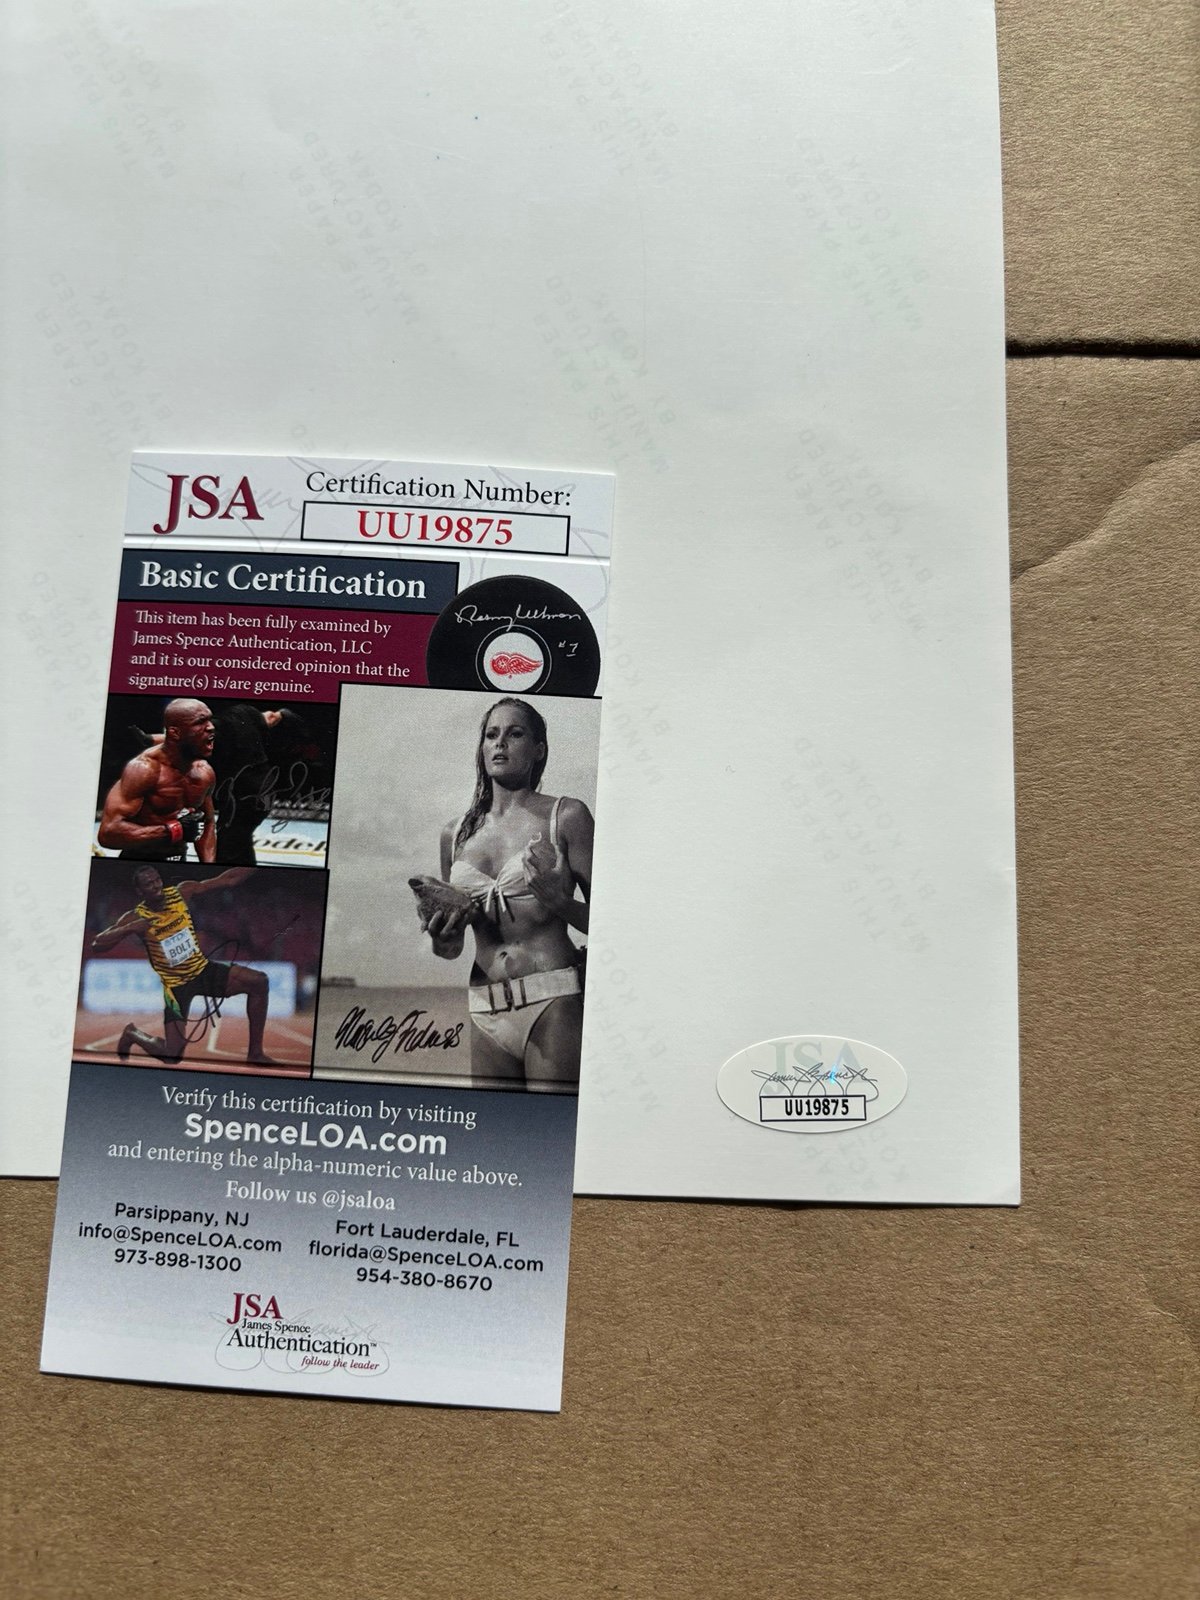 THIS PAPER
MANUFACTURED
BY KODAK
JSA
Certification Number:
UU19875
Basic Certification
This item has been fully examined by
James Spence Authentication, LLC
and it is our considered opinion that the
signature(s) is/are genuine.
#7
BOLT
Verify this certification by visiting
SpenceLOA.com
and entering the alpha-numeric value above.
Follow us @jsaloa
Parsippany, NJ
info@SpenceLOA.com
973-898-1300
Fort Lauderdale, FL
florida@SpenceLOA.com
954-380-8670
JSA
James Spence
Authentication™
follow the leader
JSA
UU19875